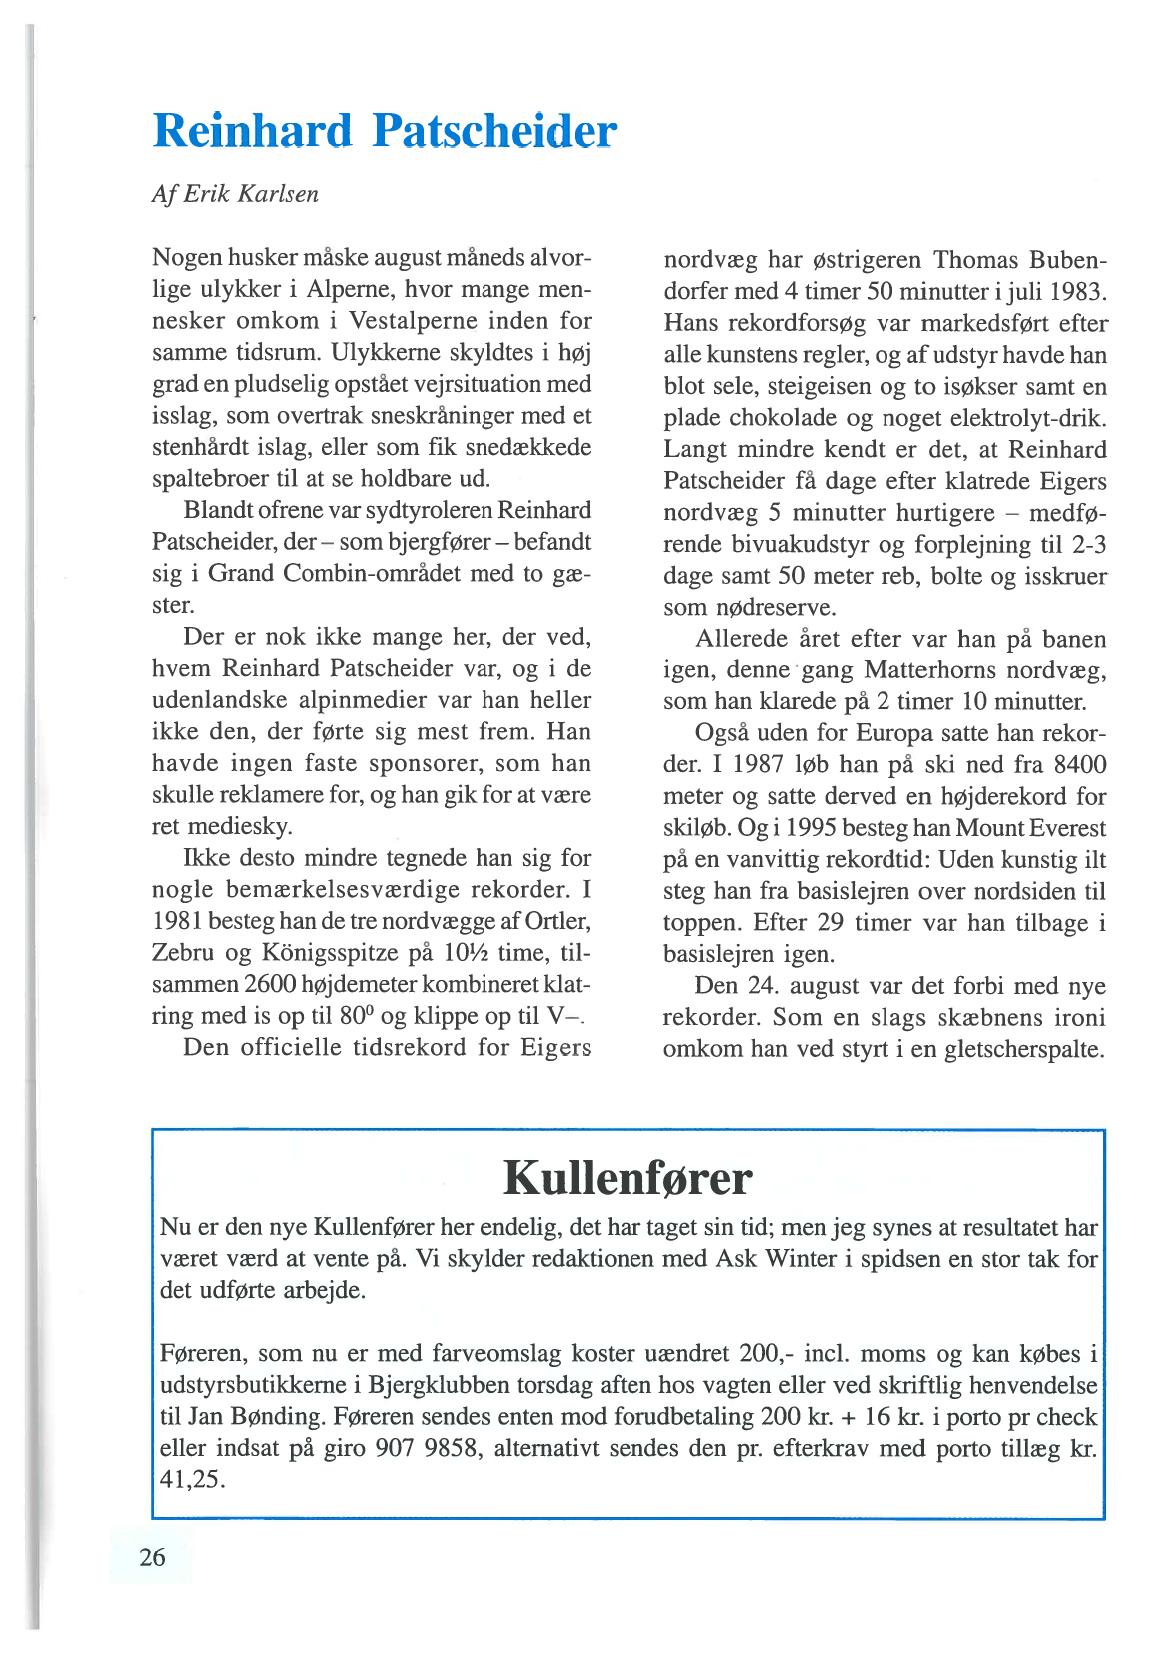 Reinhard Patscheider
Af Erik Karlsen
Nogen husker måske august måneds alvor-
lige ulykker i Alperne, hvor mange men-
nesker omkom i Vestalperne inden for
samme tidsrum. Ulykkerne skyldtes i høj
grad en pludselig opstået vejrsituation med
isslag, som overtrak sneskråninger med et
stenhårdt islag, eller som fik snedækkede
spaltebroer til at se holdbare ud.
Blandt ofrene var sydtyroleren Reinhard
Patscheider, der – som bjergfører – befandt
sig i Grand Combin-området med to gæ-
ster.
Der er nok ikke mange her, der ved,
hvem Reinhard Patscheider var, og i de
udenlandske alpinmedier var han heller
ikke den, der førte sig mest frem. Han
havde ingen faste sponsorer, som han
skulle reklamere for, og han gik for at være
ret mediesky.
Ikke desto mindre tegnede han sig for
nogle bemærkelsesværdige rekorder. I
1981 besteg han de tre nordvægge af Ortler,
Zebru og Königsspitze på 10½ time, til-
sammen 2600 højdemeter kombineret klat-
ring med is op til 80⁰ og klippe op til V–.
Den officielle tidsrekord for Eigers
nordvæg har østrigeren Thomas Buben-
dorfer med 4 timer 50 minutter i juli 1983.
Hans rekordforsøg var markedsført efter
alle kunstens regler, og af udstyr havde han
blot sele, steigeisen og to isøkser samt en
plade chokolade og noget elektrolyt-drik.
Langt mindre kendt er det, at Reinhard
Patscheider få dage efter klatrede Eigers
nordvæg 5 minutter hurtigere – medfø-
rende bivuakudstyr og forplejning til 2-3
dage samt 50 meter reb, bolte og isskruer
som nødreserve.
Allerede året efter var han på banen
igen, denne gang Matterhorns nordvæg,
som han klarede på 2 timer 10 minutter.
Også uden for Europa satte han rekor-
der. I 1987 løb han på ski ned fra 8400
meter og satte derved en højderekord for
skiløb. Og i 1995 besteg han Mount Everest
på en vanvittig rekordtid: Uden kunstig ilt
steg han fra basislejren over nordsiden til
toppen. Efter 29 timer var han tilbage i
basislejren igen.
Den 24. august var det forbi med nye
rekorder. Som en slags skæbnens ironi
omkom han ved styrt i en gletscherspalte.
Kullenfører
Nu er den nye Kullenfører her endelig, det har taget sin tid; men jeg synes at resultatet har
været værd at vente på. Vi skylder redaktionen med Ask Winter i spidsen en stor tak for
det udførte arbejde.
Føreren, som nu er med farveomslag koster uændret 200,- incl. moms og kan købes i
udstyrsbutikkerne i Bjergklubben torsdag aften hos vagten eller ved skriftlig henvendelse
til Jan Bønding. Føreren sendes enten mod forudbetaling 200 kr. + 16 kr. i porto pr check
eller indsat på giro 907 9858, alternativt sendes den pr. efterkrav med porto tillæg kr.
41,25.
26